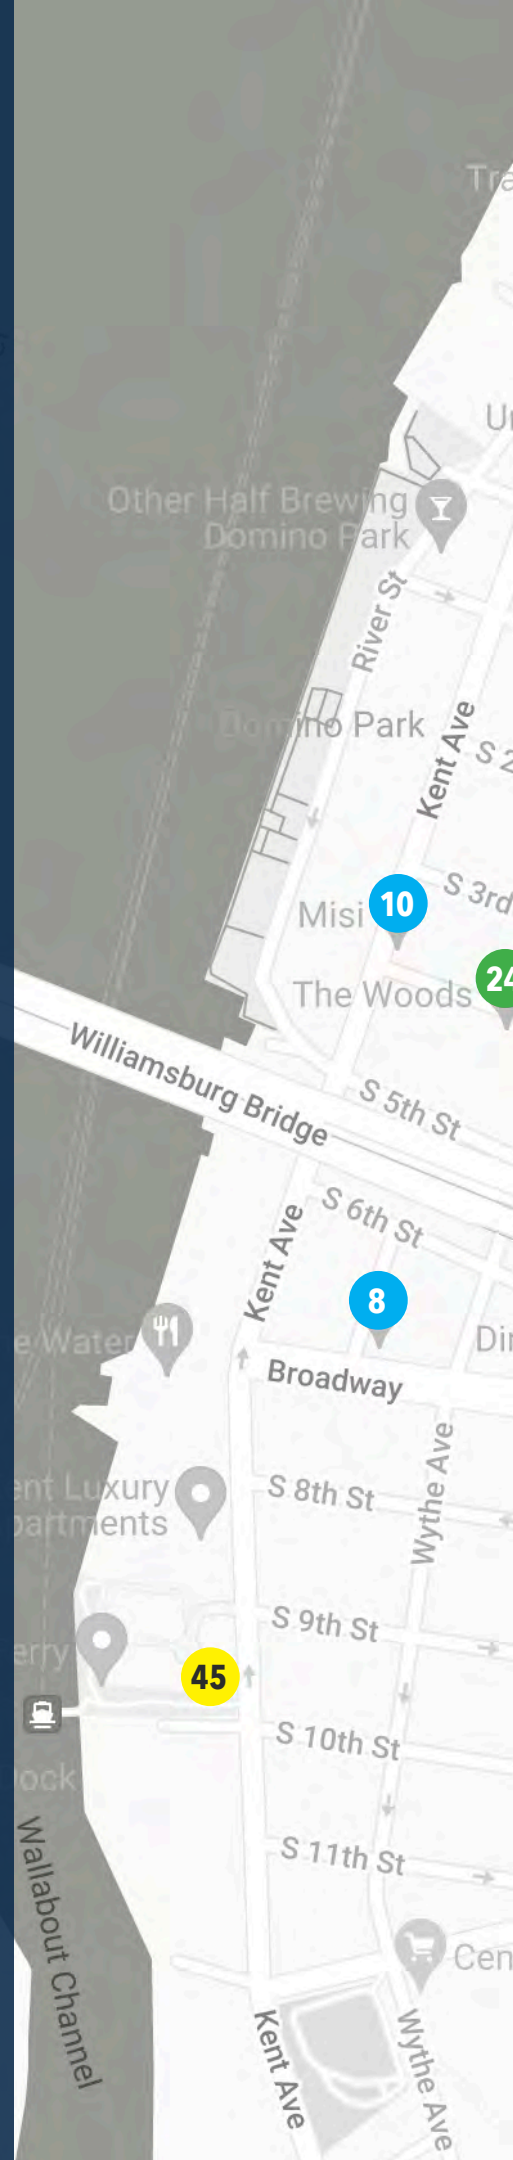 Other Half Brewing
Domino Park
River St
Domino Park
Kent Ave
S 3rd
Misi
10
The Woods
24
Williamsburg Bridge
S 5th St
S 6th St
Kent Ave
8
Water
Broadway
Wythe Ave
Luxury
S 8th St
S 9th St
45
S 10th St
S 11th St
Wallabout Channel
Kent Ave
Wythe Ave